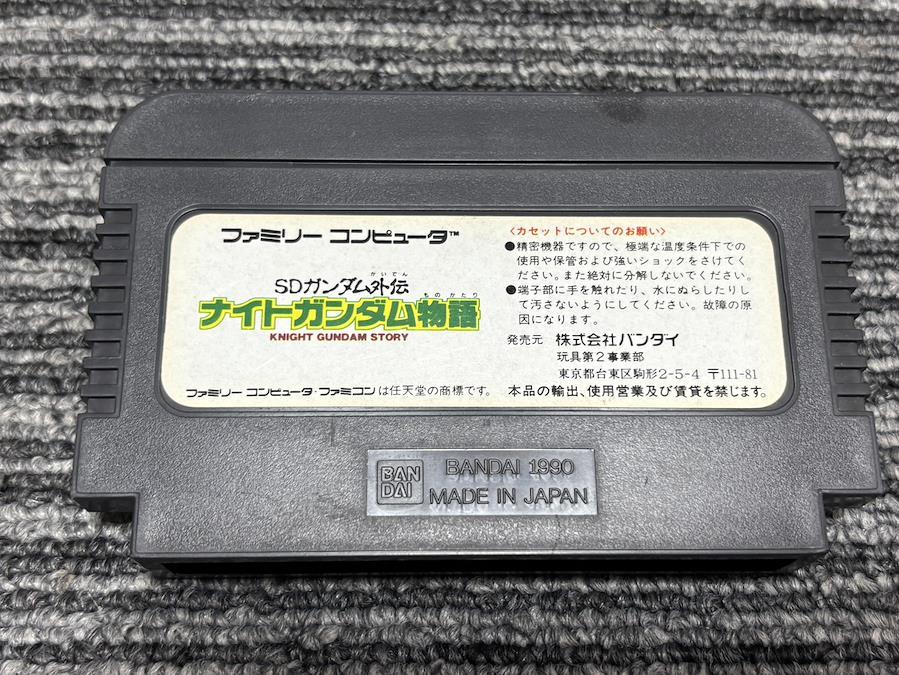 ファミリー コンピュータ™
SDガンダム外伝
かいでん
ナイトガンダム物語
ものがたり
KNIGHT GUNDAM STORY
ファミリー コンピュータ・ファミコンは任天堂の商標です。
〈カセットについてのお願い〉
●精密機器ですので、極端な温度条件下での
使用や保管および強いショックをさけてく
ださい。また絶対に分解しないでください。
●端子部に手を触れたり、水にぬらしたりし
て汚さないようにしてください。故障の原
因になります。
発売元 株式会社バンダイ
玩具第2事業部
東京都台東区駒形2-5-4 〒111-81
本品の輸出、使用営業及び賃貸を禁じます。
BAN
DAI
BANDAI 1990
MADE IN JAPAN